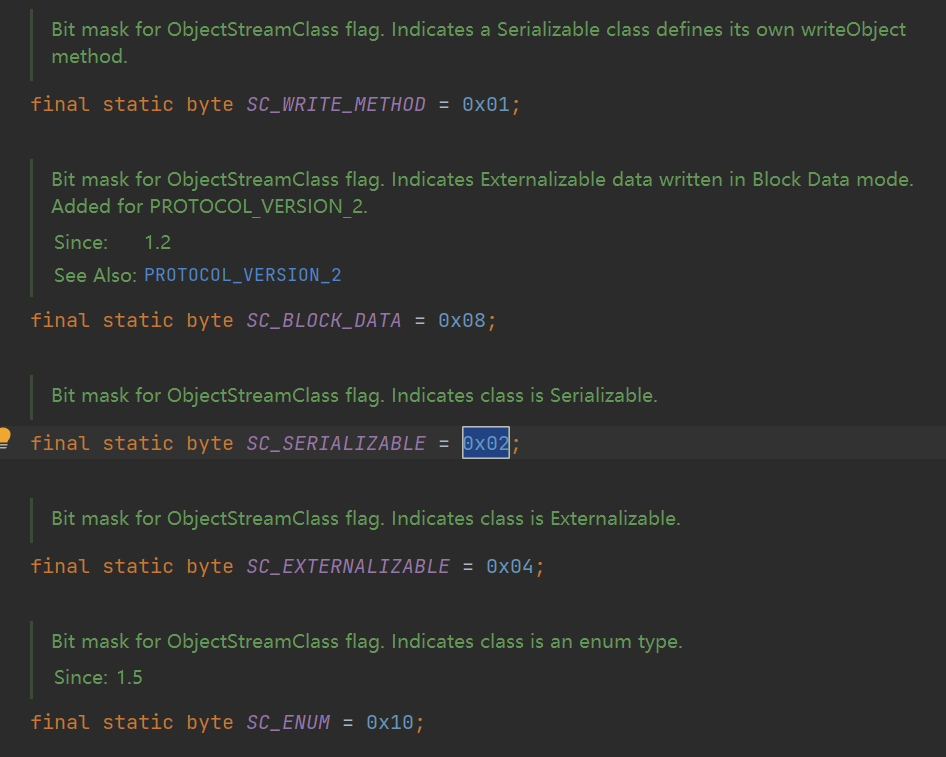 Bit mask for ObjectStreamClass flag. Indicates a Serializable class defines its own writeObject
method.
final static byte SC_WRITE_METHOD = 0x01;
Bit mask for ObjectStreamClass flag. Indicates Externalizable data written in Block Data mode.
Added for PROTOCOL_VERSION_2.
Since: 1.2
See Also: PROTOCOL_VERSION_2
final static byte SC_BLOCK_DATA = 0x08;
Bit mask for ObjectStreamClass flag. Indicates class is Serializable.
final static byte SC_SERIALIZABLE = 0x02;
Bit mask for ObjectStreamClass flag. Indicates class is Externalizable.
final static byte SC_EXTERNALIZABLE = 0x04;
Bit mask for ObjectStreamClass flag. Indicates class is an enum type.
Since: 1.5
final static byte SC_ENUM = 0x10;